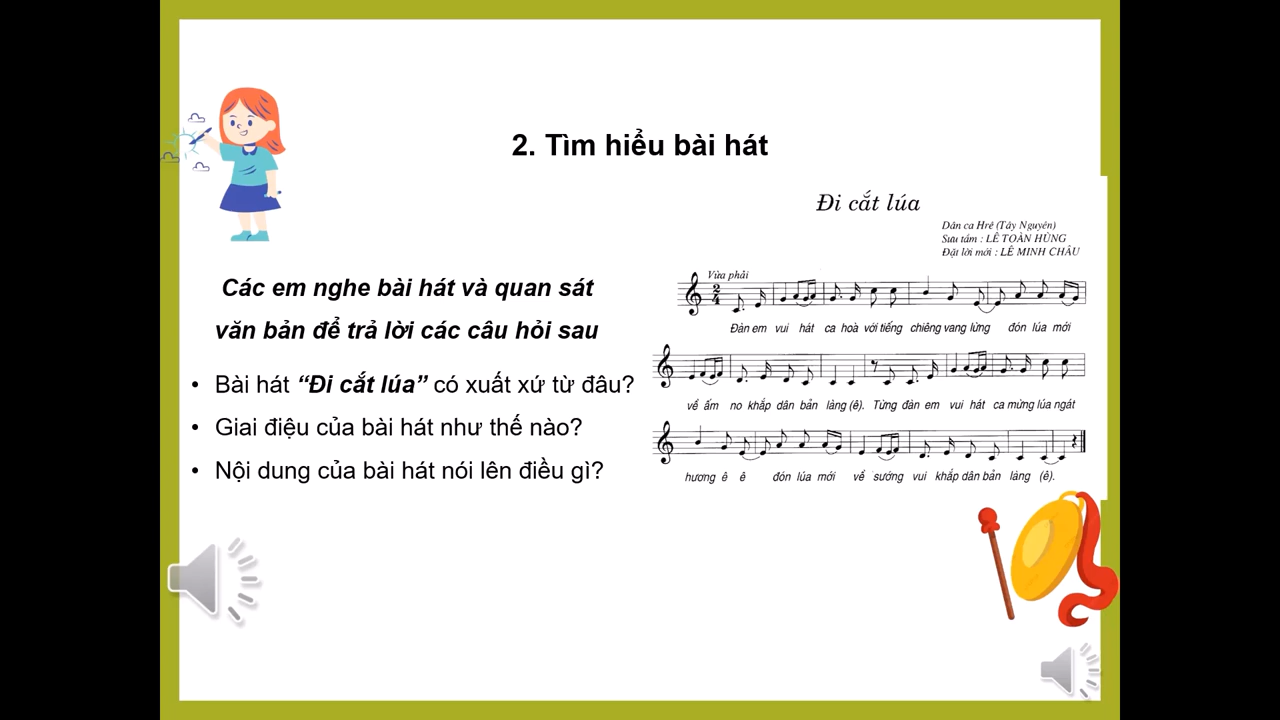 2. Tìm hiểu bài hát
Đi cắt lúa
Dân ca Hrê (Tây Nguyên)
Sưu tầm : LÊ TOÀN HÙNG
Đặt lời mới : LÊ MINH CHÂU
Các em nghe bài hát và quan sát
văn bản để trả lời các câu hỏi sau
• Bài hát “Đi cắt lúa” có xuất xứ từ đâu?
• Giai điệu của bài hát như thế nào?
• Nội dung của bài hát nói lên điều gì?
Vừa phải
2
4
Đàn em vui hát ca hoà với tiếng chiêng vang lừng đón lúa mới
về ấm no khắp dân bản làng (ê). Từng đàn em vui hát ca mừng lúa ngát
hương ê ê đón lúa mới về sướng vui khắp dân bản làng (ê).